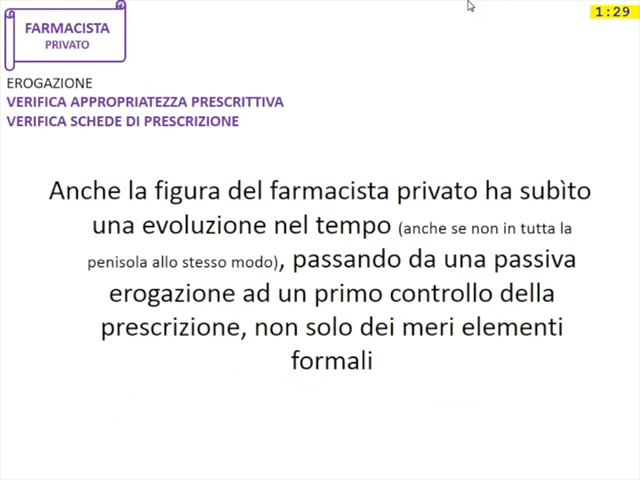 FARMACISTA
PRIVATO
1:29
EROGAZIONE
VERIFICA APPROPRIATEZZA PRESCRITTIVA
VERIFICA SCHEDE DI PRESCRIZIONE
Anche la figura del farmacista privato ha subìto
una evoluzione nel tempo (anche se non in tutta la
penisola allo stesso modo), passando da una passiva
erogazione ad un primo controllo della
prescrizione, non solo dei meri elementi
formali